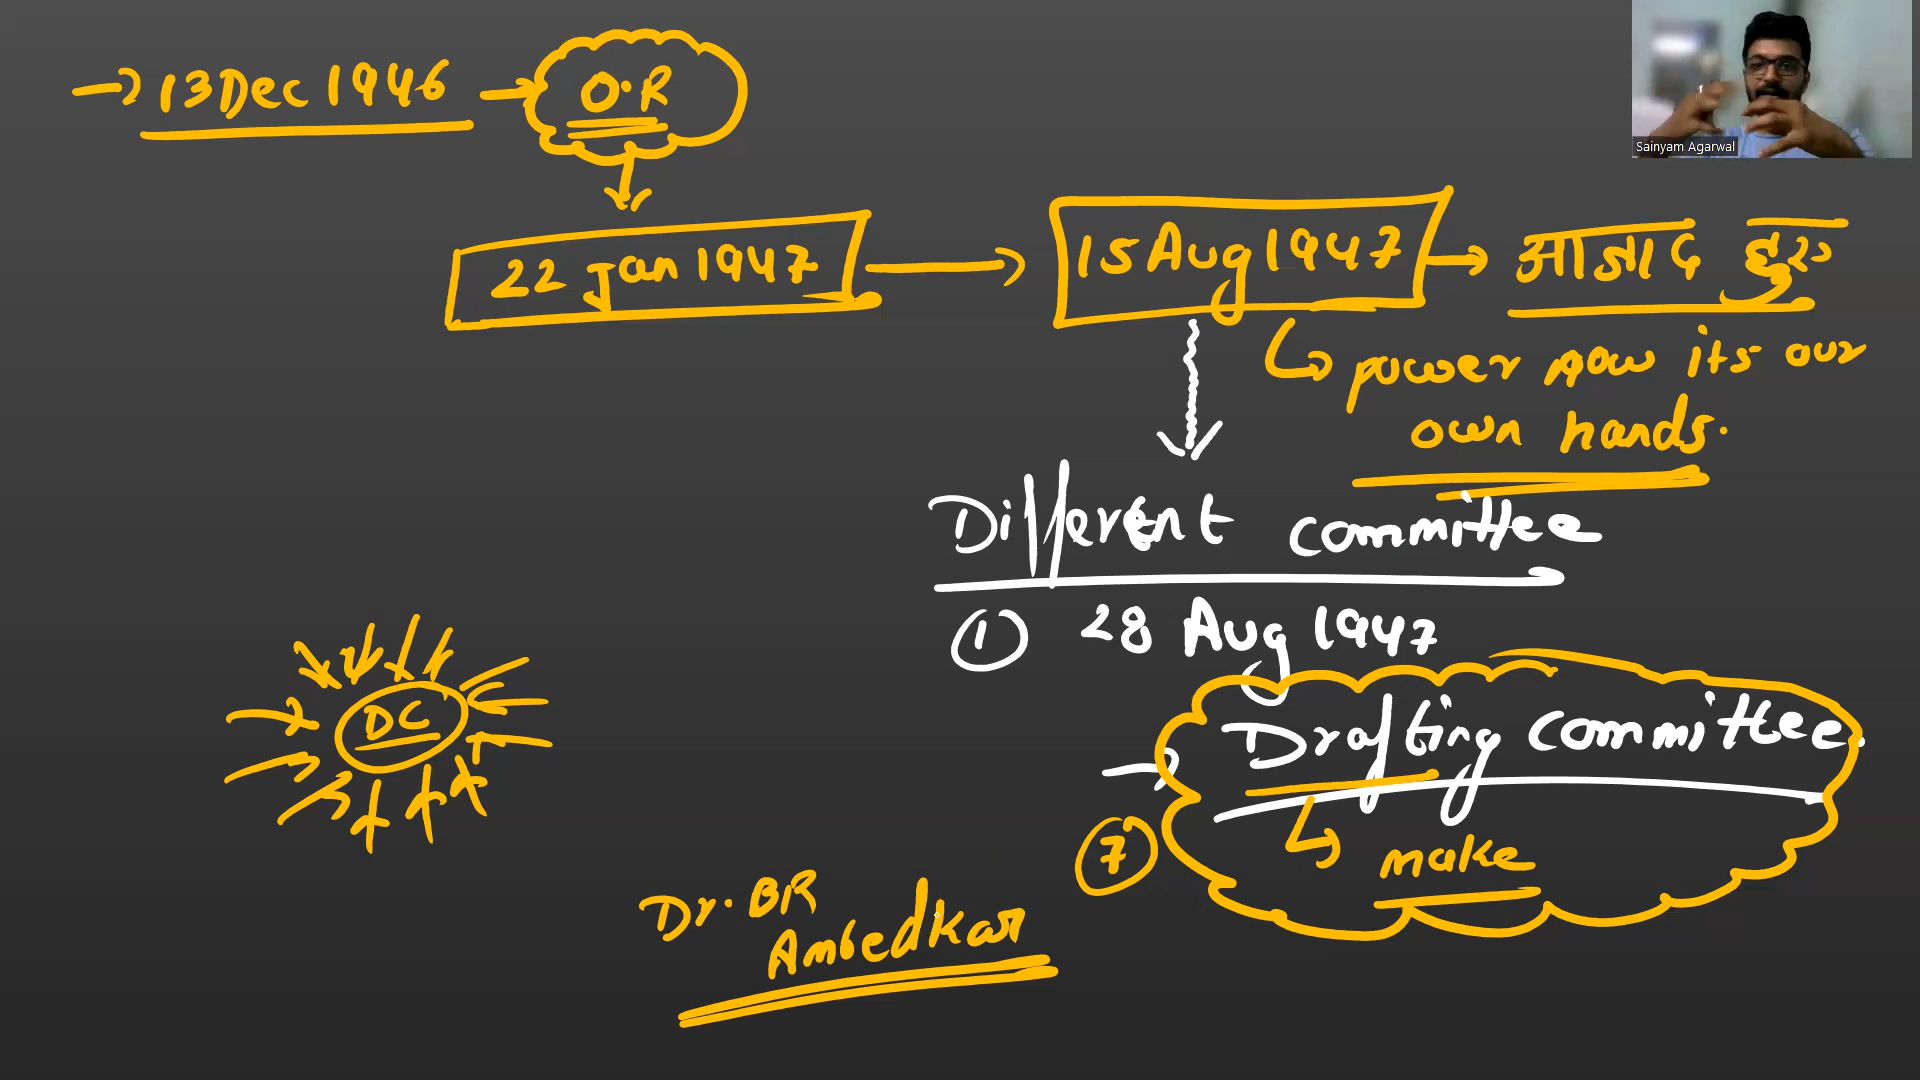 13 Dec 1946
O.R
Sainyam Agarwal
22 Jan 1947
15 Aug 1947
आज़ाद हुए
power now its our
own hands.
Different committee
① 28 Aug 1947
Drafting committee.
DC
7
make
Dr. BR
Ambedkar